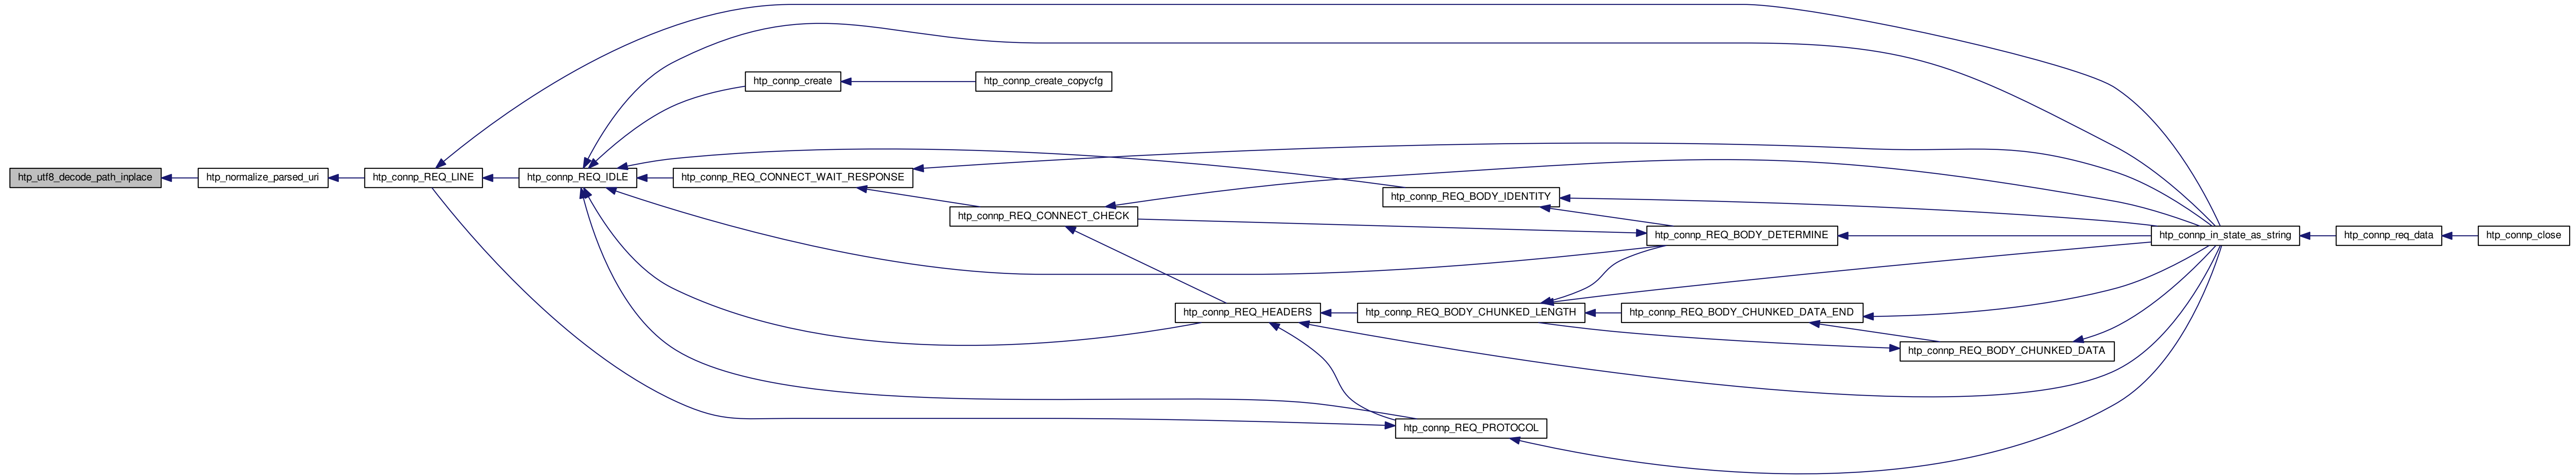 htp_utf8_decode_path_inplace
htp_normalize_parsed_uri
htp_connp_REQ_LINE
htp_connp_REQ_IDLE
htp_connp_create
htp_connp_create_copycfg
htp_connp_REQ_CONNECT_WAIT_RESPONSE
htp_connp_REQ_CONNECT_CHECK
htp_connp_REQ_BODY_IDENTITY
htp_connp_REQ_BODY_DETERMINE
htp_connp_REQ_HEADERS
htp_connp_REQ_BODY_CHUNKED_LENGTH
htp_connp_REQ_BODY_CHUNKED_DATA_END
htp_connp_REQ_BODY_CHUNKED_DATA
htp_connp_REQ_PROTOCOL
htp_connp_in_state_as_string
htp_connp_req_data
htp_connp_close